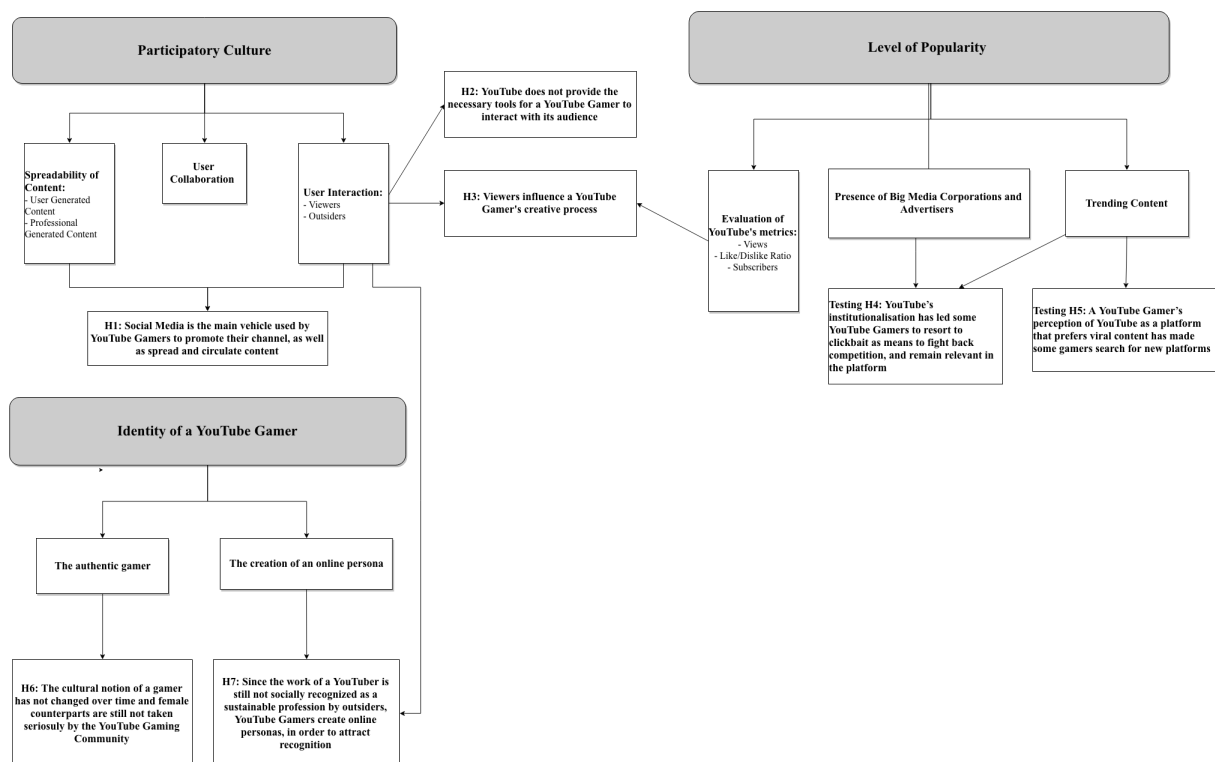 Participatory Culture
Level of Popularity
H2: YouTube does not provide the
necessary tools for a YouTube Gamer to
interact with its audience
Spreadability of
Content:
- User Generated
Content
- Professional
Generated Content
User
Collaboration
User Interaction:
- Viewers
- Outsiders
H3: Viewers influence a YouTube
Gamer's creative process
Evaluation of
YouTube's metrics:
- Views
- Like/Dislike Ratio
- Subscribers
Presence of Big Media Corporations and
Advertisers
Trending Content
H1: Social Media is the main vehicle used by
YouTube Gamers to promote their channel, as well
as spread and circulate content
Testing H4: YouTube’s
institutionalisation has led some
YouTube Gamers to resort to
clickbait as means to fight back
competition, and remain relevant in
the platform
Testing H5: A YouTube Gamer’s
perception of YouTube as a platform
that prefers viral content has made
some gamers search for new platforms
Identity of a YouTube Gamer
The authentic gamer
The creation of an online persona
H6: The cultural notion of a gamer
has not changed over time and female
counterparts are still not taken
seriosuly by the YouTube Gaming
Community
H7: Since the work of a YouTuber is
still not socially recognized as a
sustainable profession by outsiders,
YouTube Gamers create online
personas, in order to attract
recognition